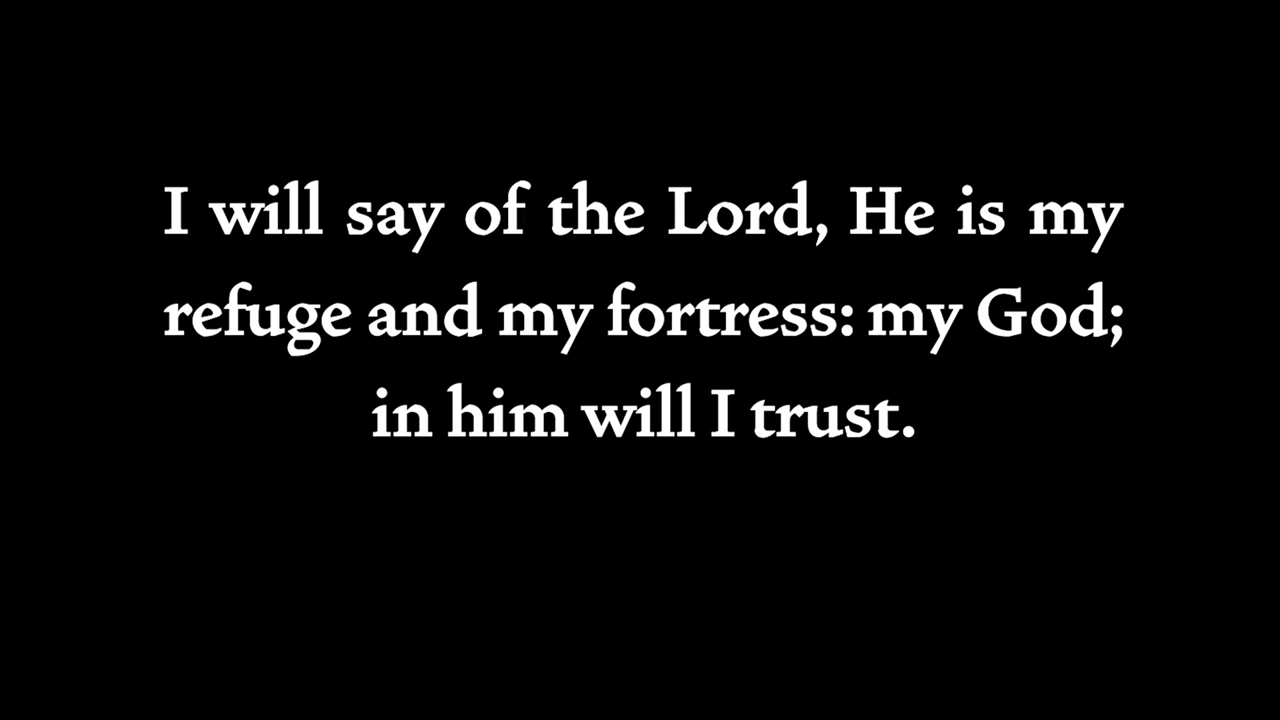 I will say of the Lord, He is my
refuge and my fortress: my God;
in him will I trust.